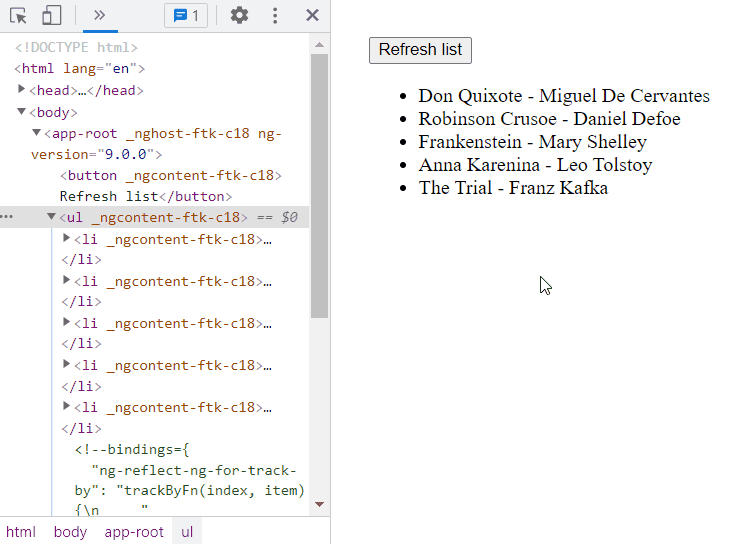 1
<!DOCTYPE html>
<html lang="en">
<head>…</head>
<body>
<app-root _nghost-ftk-c18 ng-
version="9.0.0">
<button _ngcontent-ftk-c18>
Refresh list</button>
<ul _ngcontent-ftk-c18> == $0
<li _ngcontent-ftk-c18>…
</li>
<li _ngcontent-ftk-c18>…
</li>
<li _ngcontent-ftk-c18>…
</li>
<li _ngcontent-ftk-c18>…
</li>
<li _ngcontent-ftk-c18>…
</li>
<!--bindings={
"ng-reflect-ng-for-track-
by": "trackByFn(index, item)
{\n "
html body app-root ul
Refresh list
Don Quixote - Miguel De Cervantes
Robinson Crusoe - Daniel Defoe
Frankenstein - Mary Shelley
Anna Karenina - Leo Tolstoy
The Trial - Franz Kafka